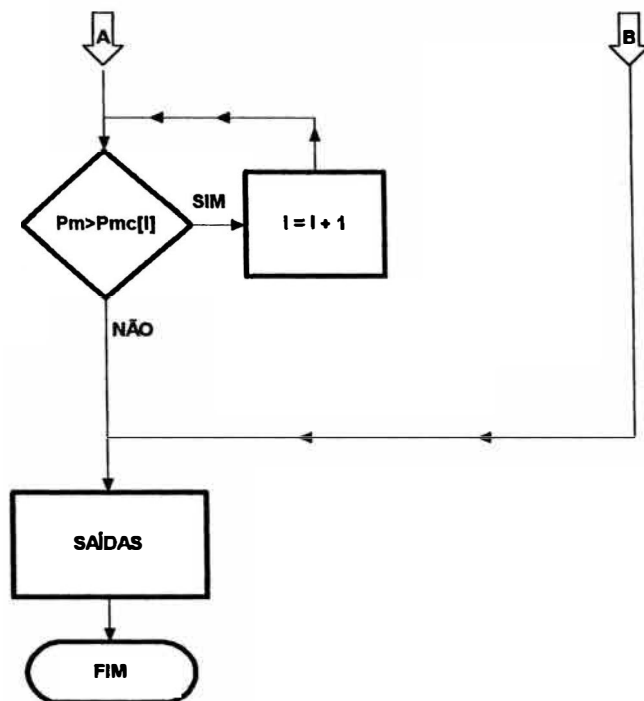 A
B
SIM
Pm>Pmc[I]
I = I + 1
NÃO
SAÍDAS
FIM